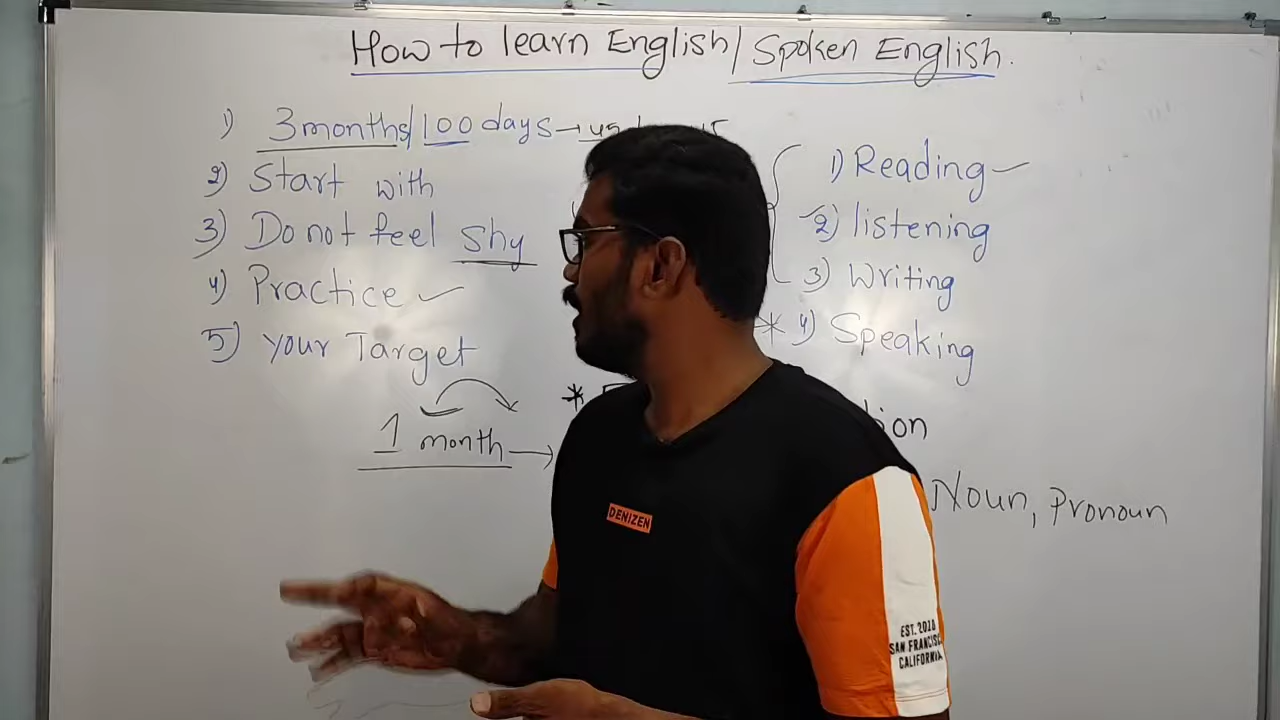 How to learn English/ Spoken English.
1) 3 months/ 100 days →
2) Start with
3) Do not feel shy
4) Practice ✓
5) Your Target
1 month →
1) Reading ✓
2) listening
3) Writing
* 4) Speaking
*
Noun, Pronoun
DENIZEN
EST. 2010
SAN FRANCISCO
CALIFORNIA